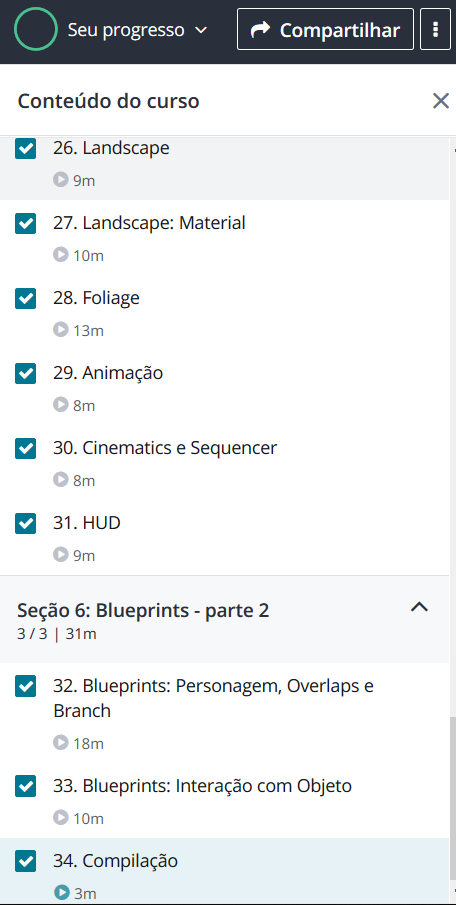 Seu progresso
Compartilhar
Conteúdo do curso
26. Landscape
9m
27. Landscape: Material
10m
28. Foliage
13m
29. Animação
8m
30. Cinematics e Sequencer
8m
31. HUD
9m
Seção 6: Blueprints - parte 2
3 / 3 | 31m
32. Blueprints: Personagem, Overlaps e
Branch
18m
33. Blueprints: Interação com Objeto
10m
34. Compilação
3m